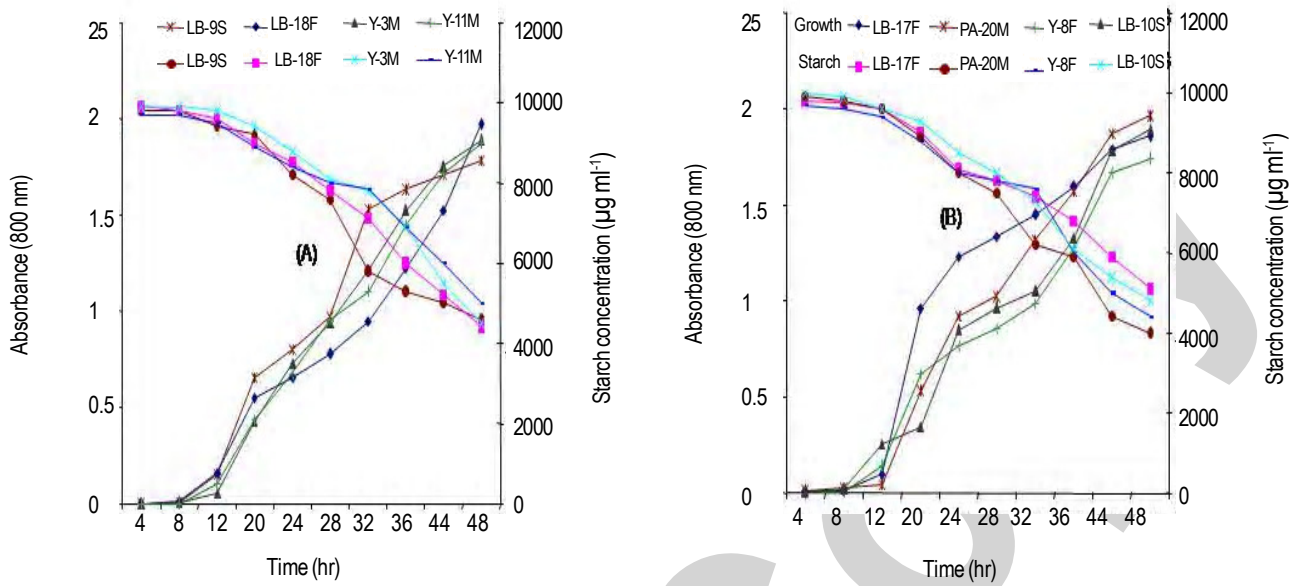 LB-9S LB-18F Y-3M Y-11M
LB-9S LB-18F Y-3M Y-11M
25
2
1.5
1
0.5
0
12000
10000
8000
6000
4000
2000
0
Absorbance (800 nm)
Starch concentration (µg ml-1)
(A)
4 8 12 20 24 28 32 36 44 48
Time (hr)
Growth LB-17F PA-20M Y-8F LB-10S
Starch LB-17F PA-20M Y-8F LB-10S
25
2
1.5
1
0.5
0
12000
10000
8000
6000
4000
2000
0
Absorbance (800 nm)
Starch concentration (µg ml-1)
(B)
4 8 12 20 24 28 32 36 44 48
Time (hr)